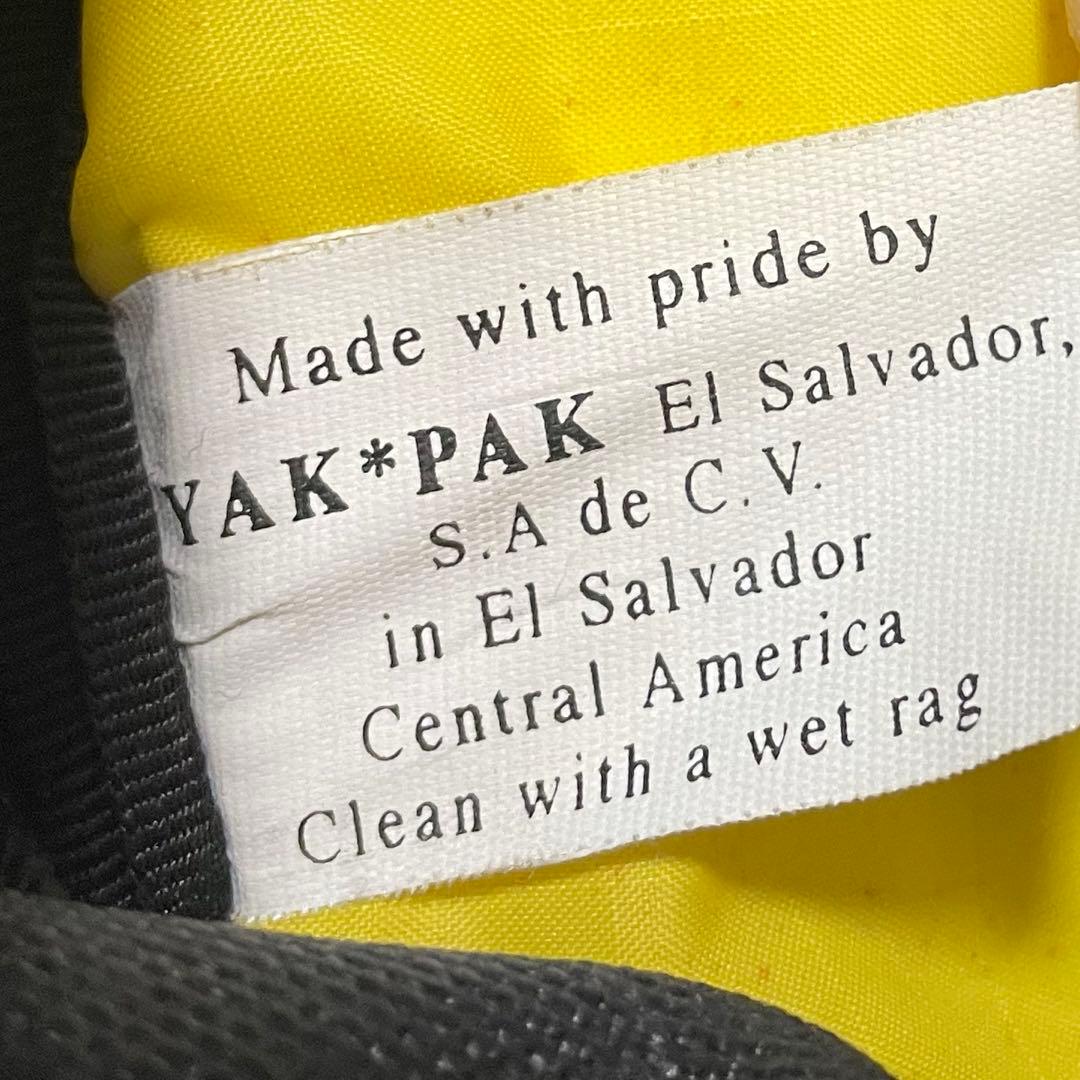 Made with pride by
YAK*PAK El Salvador,
S.A de C.V.
in El Salvador
Central America
Clean with a wet rag